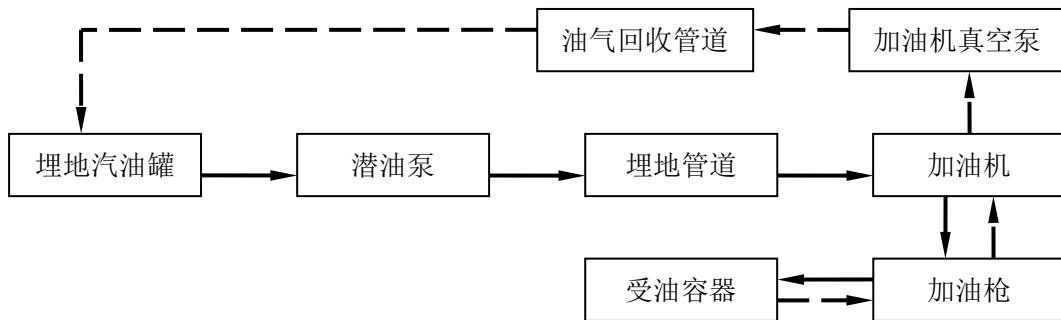 油气回收管道
加油机真空泵
埋地汽油罐
潜油泵
埋地管道
加油机
受油容器
加油枪